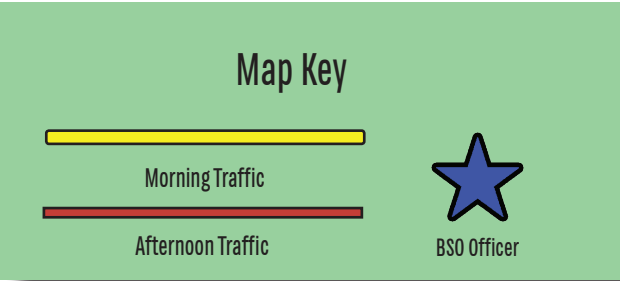 Map Key
Morning Traffic
Afternoon Traffic
BSO Officer